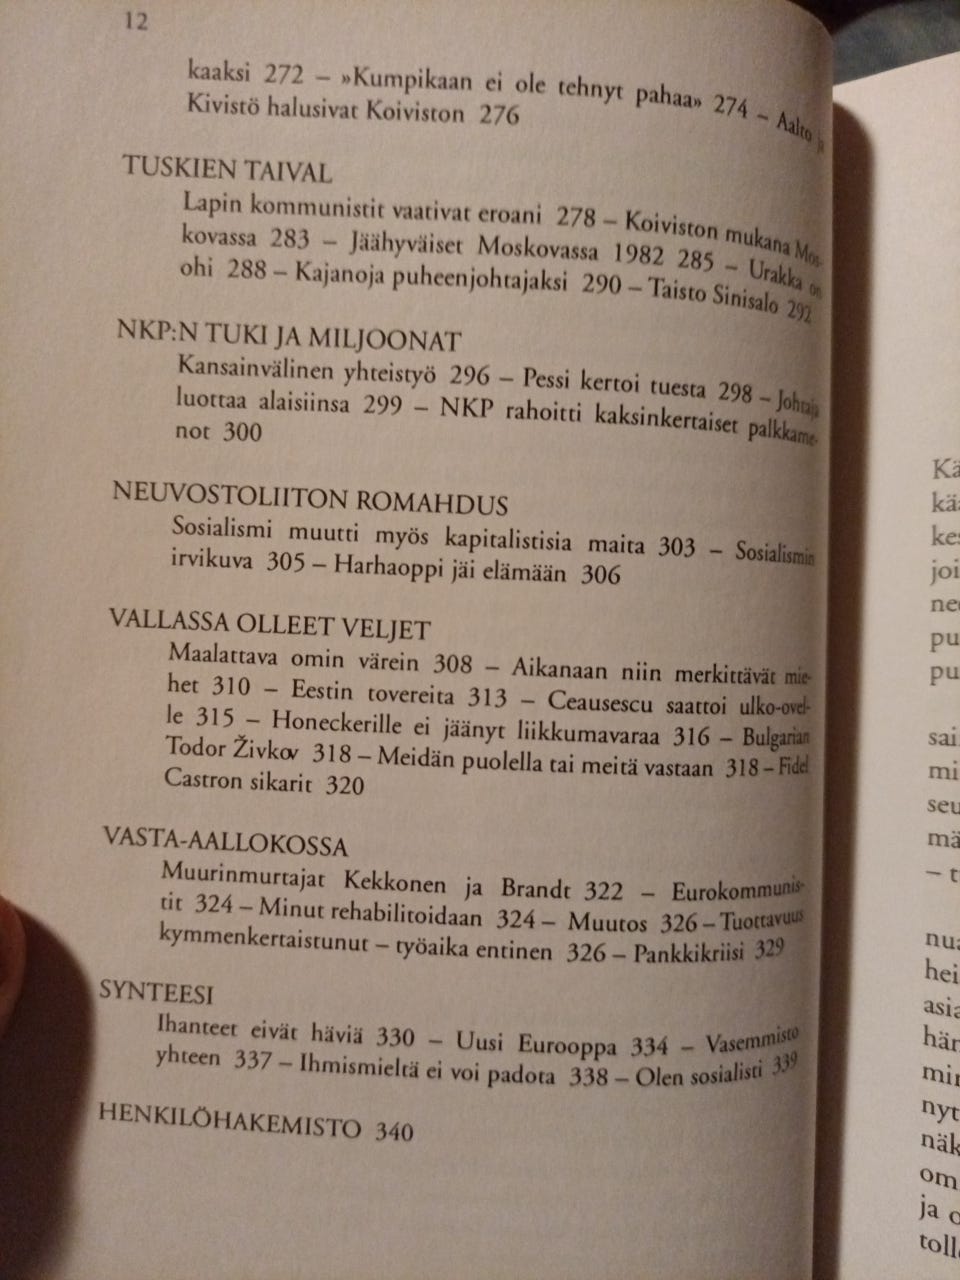 12
kaaksi 272 – »Kumpikaan ei ole tehnyt pahaa» 274 – Aalto ja
Kivistö halusivat Koiviston 276
TUSKIEN TAIVAL
Lapin kommunistit vaativat eroani 278 – Koiviston mukana Mos-
kovassa 283 – Jäähyväiset Moskovassa 1982 285 – Urakka on
ohi 288 – Kajanoja puheenjohtajaksi 290 – Taisto Sinisalo 292
NKP:N TUKI JA MILJOONAT
Kansainvälinen yhteistyö 296 – Pessi kertoi tuesta 298 – Johtaja
luottaa alaisiinsa 299 – NKP rahoitti kaksinkertaiset palkkame-
not 300
NEUVOSTOLIITON ROMAHDUS
Sosialismi muutti myös kapitalistisia maita 303 – Sosialismin
irvikuva 305 – Harhaoppi jäi elämään 306
VALLASSA OLLEET VELJET
Maalattava omin värein 308 – Aikanaan niin merkittävät mie-
het 310 – Eestin tovereita 313 – Ceausescu saattoi ulko-ovel-
le 315 – Honeckerille ei jäänyt liikkumavaraa 316 – Bulgarian
Todor Živkov 318 – Meidän puolella tai meitä vastaan 318 – Fidel
Castron sikarit 320
VASTA-AALLOKOSSA
Muurinmurtajat Kekkonen ja Brandt 322 – Eurokommunis-
tit 324 – Minut rehabilitoidaan 324 – Muutos 326 – Tuottavuus
kymmenkertaistunut – työaika entinen 326 – Pankkikriisi 329
SYNTEESI
Ihanteet eivät häviä 330 – Uusi Eurooppa 334 – Vasemmisto
yhteen 337 – Ihmismieltä ei voi padota 338 – Olen sosialisti 339
HENKILÖHAKEMISTO 340